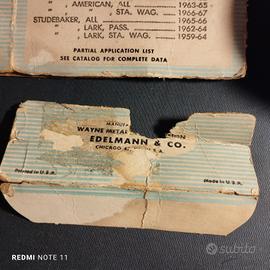 " , AMERICAN, ALL ... 1963-65
" , " , STA. WAG. ... 1966-67
STUDEBAKER, ALL ... 1965-66
" , LARK, PASS. ... 1962-64
" , LARK, STA. WAG. ... 1959-64
PARTIAL APPLICATION LIST
SEE CATALOG FOR COMPLETE DATA
WAYNE METAL
EDELMANN & CO.
CHICAGO
U.S.A.
Printed in U.S.A.
Made in U.S.A.
REDMI NOTE 11
subito